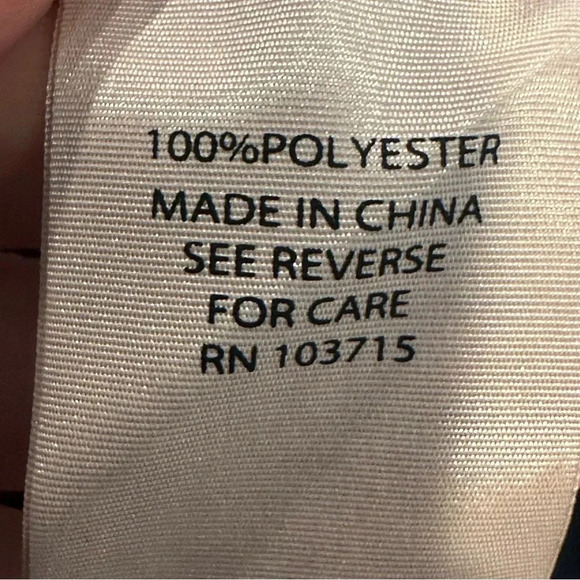 100%POLYESTER
MADE IN CHINA
SEE REVERSE
FOR CARE
RN 103715